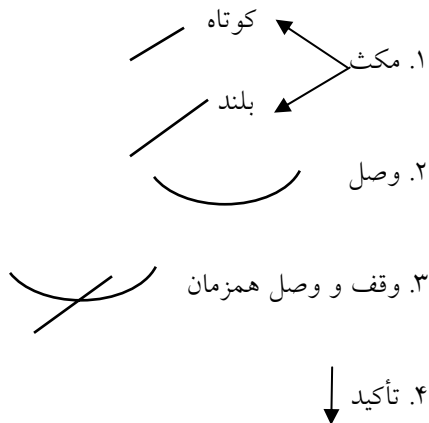 کوتاه
۱. مکث
بلند
۲. وصل
۳. وقف و وصل همزمان
۴. تأکید